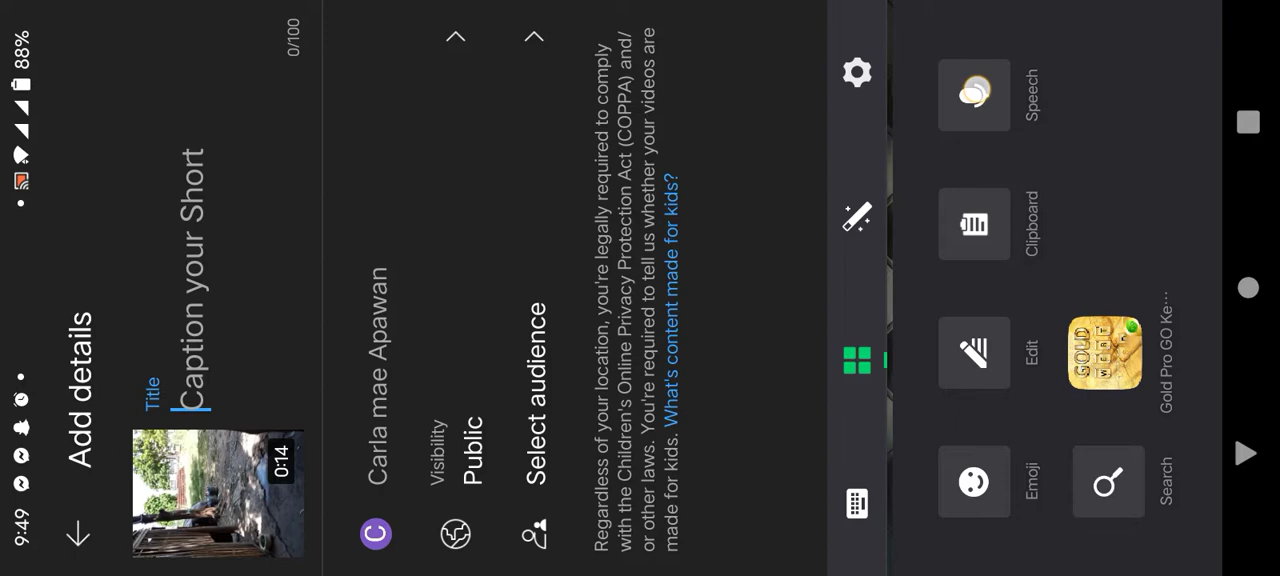 9:49
88%
Add details
0:14
Title
Caption your Short
0/100
C
Carla mae Apawan
Visibility
Public
Select audience
Regardless of your location, you're legally required to comply
with the Children's Online Privacy Protection Act (COPPA) and/
or other laws. You're required to tell us whether your videos are
made for kids. What's content made for kids?
Emoji
Edit
Clipboard
Speech
GOLD
W E R T
Search
Gold Pro GO Ke...